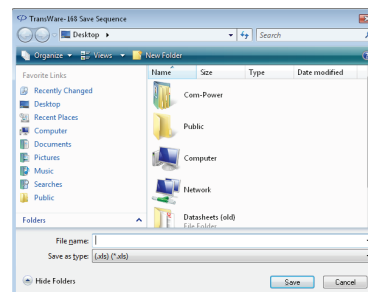 TransWare-168 Save Sequence
Desktop
Search
Organize Views New Folder
Favorite Links
Recently Changed
Desktop
Recent Places
Computer
Documents
Pictures
Music
Searches
Public
Folders
Name Size Type Date modified
Com-Power
Public
Computer
Network
Datasheets (old)
File Folder
File name:
Save as type: (.xls) (*.xls)
Hide Folders Save Cancel